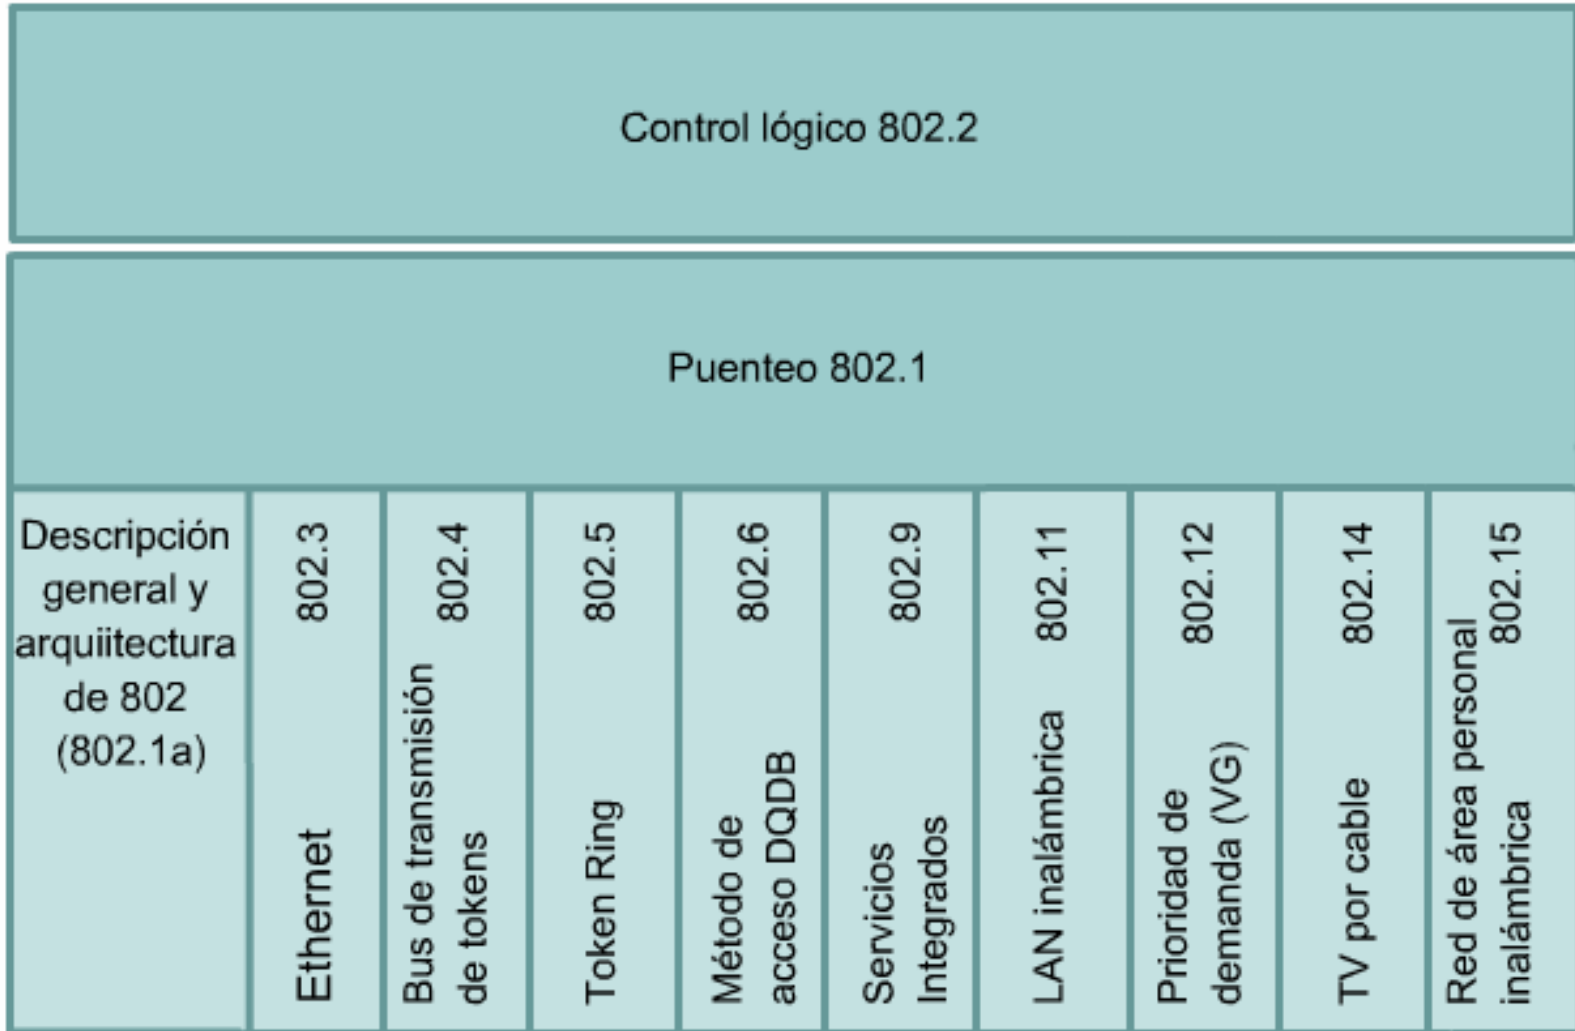 Control lógico 802.2
Puenteo 802.1
Descripción
general y
arquiitectura
de 802
(802.1a)
Ethernet 802.3
Bus de transmisión
de tokens 802.4
Token Ring 802.5
Método de
acceso DQDB 802.6
Servicios
Integrados 802.9
LAN inalámbrica 802.11
Prioridad de
demanda (VG) 802.12
TV por cable 802.14
Red de área personal
inalámbrica 802.15